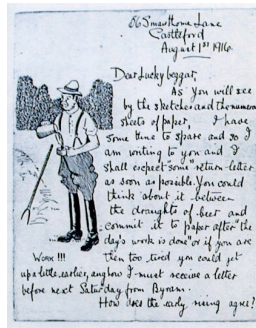 Smawthorne Lane
Castleford
August 1st 1916.
Dear Lucky beggar,
As you will see
by the sketches and the numerous
sheets of paper, I have
some time to spare and so I
am writing to you and I
shall expect some return letter
as soon as possible. You could
think about it between
the draughts of beer and
commit it to paper after the
day's work is done or if you are
then too tired you could get
Work !!!
up a little earlier, anyhow I must receive a letter
before next Saturday from Byram.
How does the early rising agree?